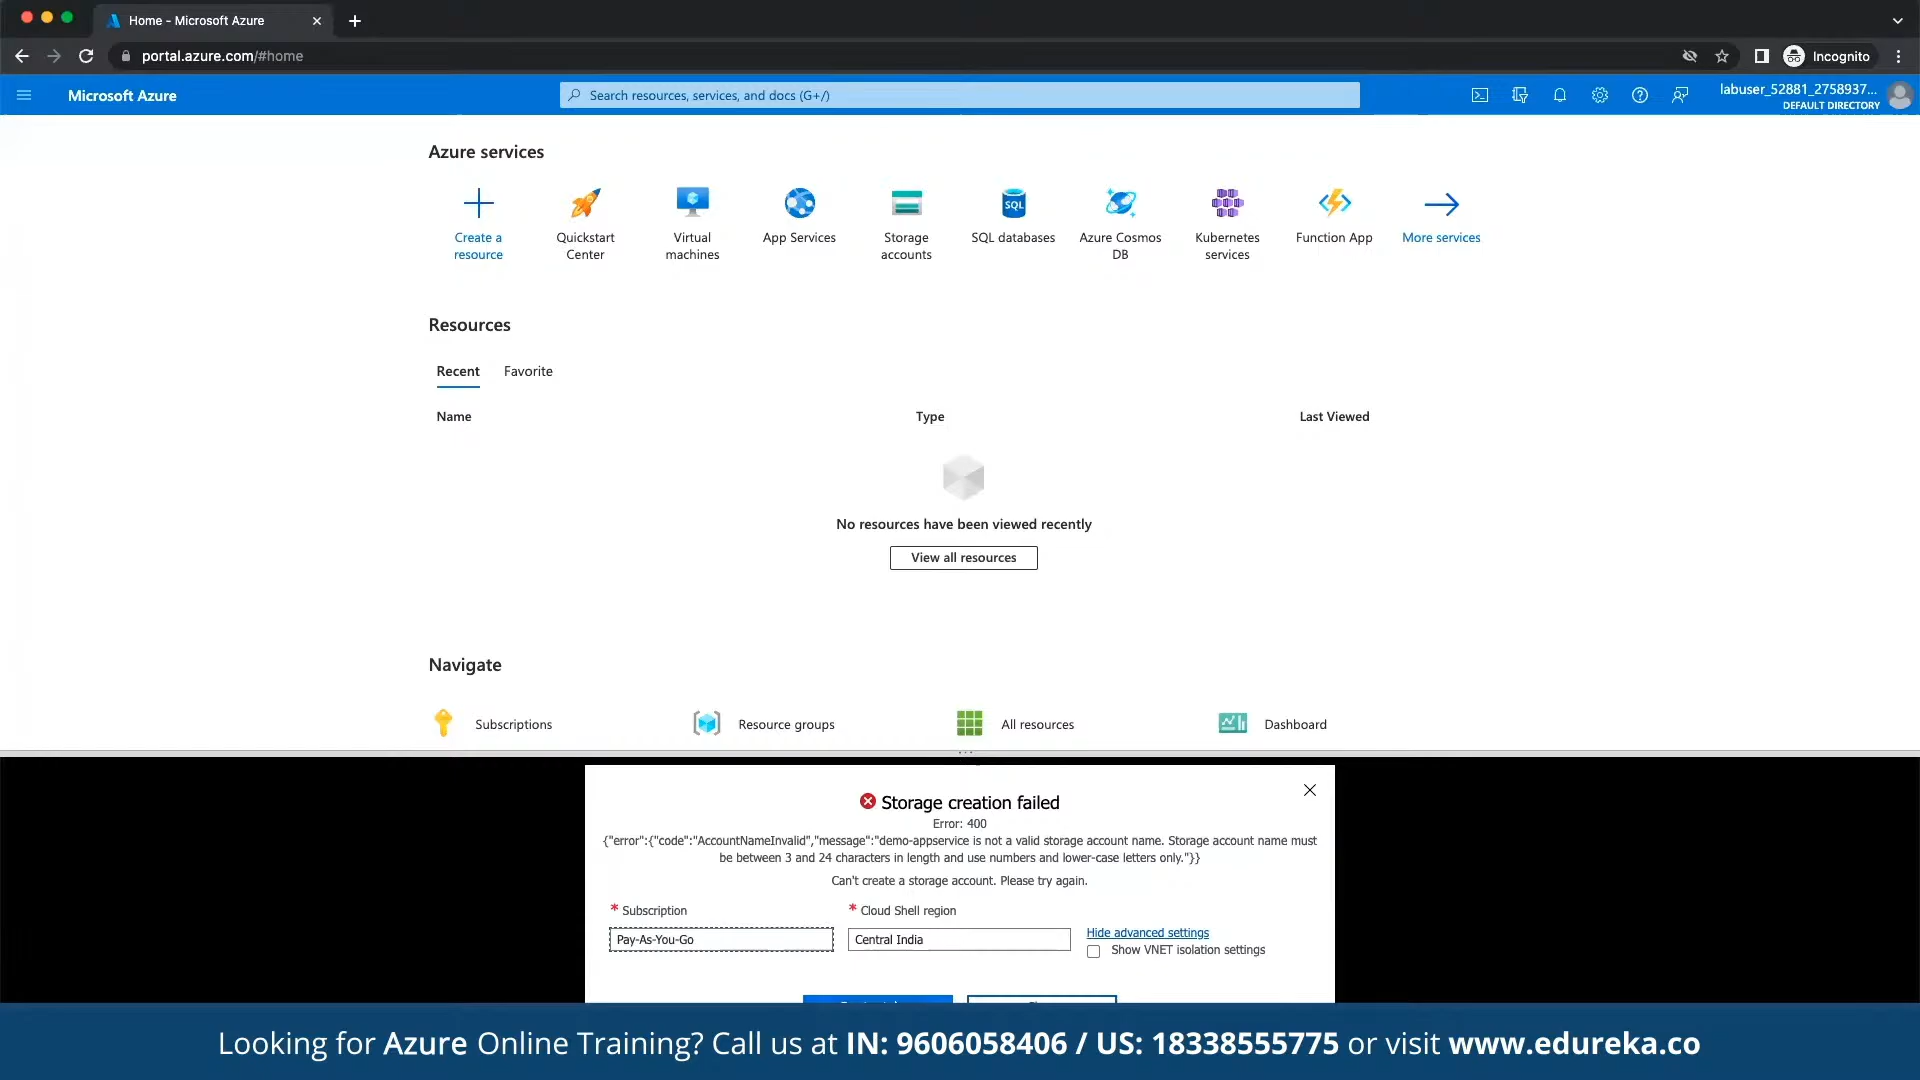 Home - Microsoft Azure
portal.azure.com/#home
Incognito
Microsoft Azure
Search resources, services, and docs (G+/)
labuser_52881_2758937...
DEFAULT DIRECTORY
Azure services
Create a resource
Quickstart Center
Virtual machines
App Services
Storage accounts
SQL
SQL databases
Azure Cosmos DB
Kubernetes services
Function App
More services
Resources
Recent
Favorite
Name
Type
Last Viewed
No resources have been viewed recently
View all resources
Navigate
Subscriptions
Resource groups
All resources
Dashboard
Storage creation failed
Error: 400
{"error":{"code":"AccountNameInvalid","message":"demo-appservice is not a valid storage account name. Storage account name must
be between 3 and 24 characters in length and use numbers and lower-case letters only."}}
Can't create a storage account. Please try again.
* Subscription
* Cloud Shell region
Pay-As-You-Go
Central India
Hide advanced settings
Show VNET isolation settings
Looking for Azure Online Training? Call us at IN: 9606058406 / US: 18338555775 or visit www.edureka.co